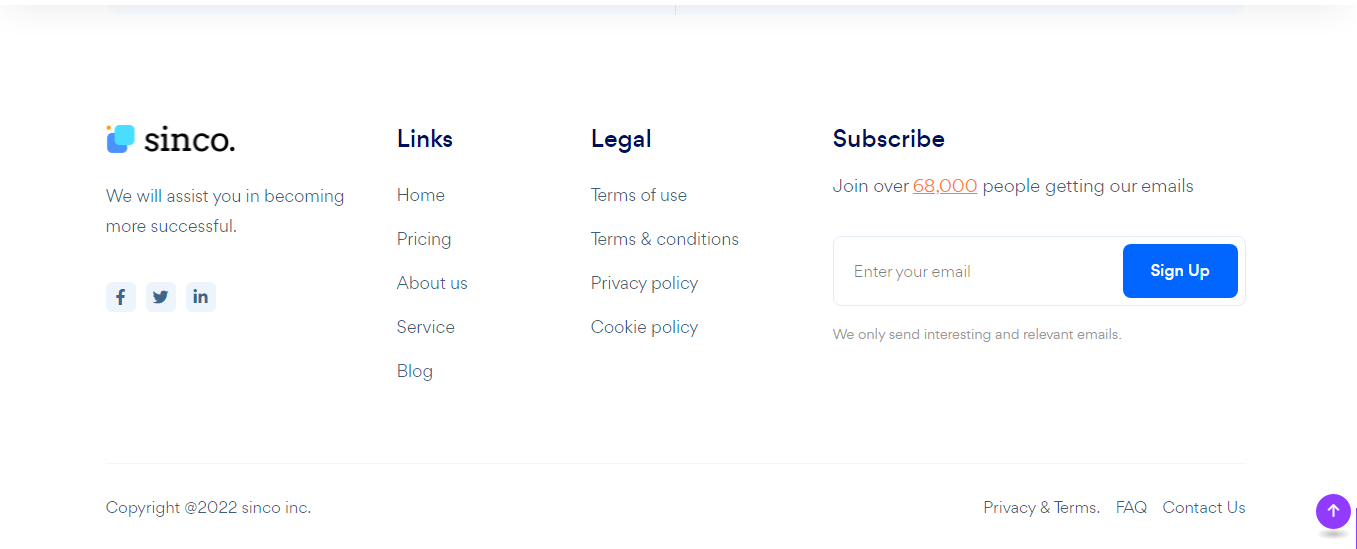 sinco.
We will assist you in becoming
more successful.
Links
Home
Pricing
About us
Service
Blog
Legal
Terms of use
Terms & conditions
Privacy policy
Cookie policy
Subscribe
Join over 68,000 people getting our emails
Enter your email
Sign Up
We only send interesting and relevant emails.
Copyright @2022 sinco inc.
Privacy & Terms. FAQ Contact Us